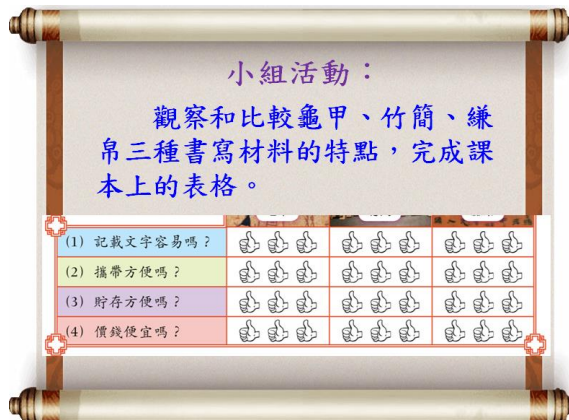 小組活動：
觀察和比較龜甲、竹簡、縑
帛三種書寫材料的特點，完成課
本上的表格。
(1) 記載文字容易嗎？
(2) 攜帶方便嗎？
(3) 貯存方便嗎？
(4) 價錢便宜嗎？